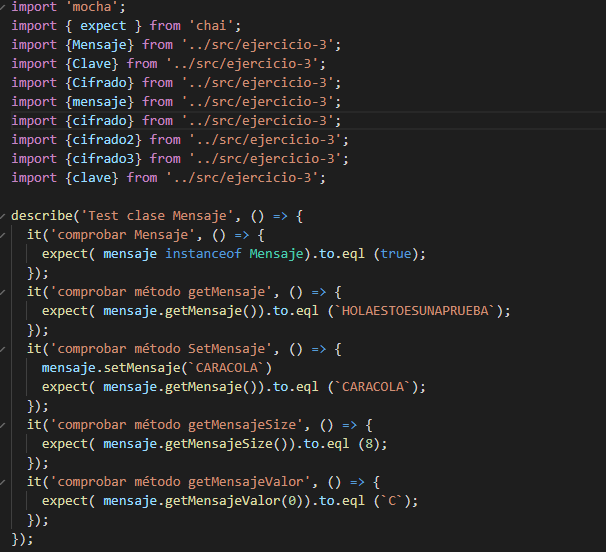 import 'mocha';
import { expect } from 'chai';
import {Mensaje} from '../src/ejercicio-3';
import {Clave} from '../src/ejercicio-3';
import {Cifrado} from '../src/ejercicio-3';
import {mensaje} from '../src/ejercicio-3';
import {cifrado} from '../src/ejercicio-3';
import {cifrado2} from '../src/ejercicio-3';
import {cifrado3} from '../src/ejercicio-3';
import {clave} from '../src/ejercicio-3';

describe('Test clase Mensaje', () => {
  it('comprobar Mensaje', () => {
    expect( mensaje instanceof Mensaje).to.eql (true);
  });
  it('comprobar método getMensaje', () => {
    expect( mensaje.getMensaje()).to.eql (`HOLAESTOESUNAPRUEBA`);
  });
  it('comprobar método SetMensaje', () => {
    mensaje.setMensaje(`CARACOLA`)
    expect( mensaje.getMensaje()).to.eql (`CARACOLA`);
  });
  it('comprobar método getMensajeSize', () => {
    expect( mensaje.getMensajeSize()).to.eql (8);
  });
  it('comprobar método getMensajeValor', () => {
    expect( mensaje.getMensajeValor(0)).to.eql (`C`);
  });
});